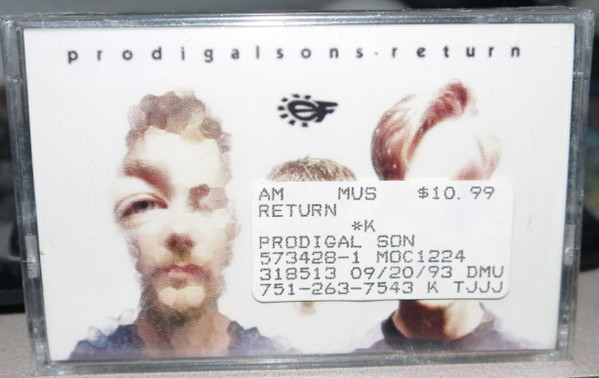 prodigalsons·return
AM MUS $10.99
RETURN
*K
PRODIGAL SON
573428-1 MOC1224
318513 09/20/93 DMU
751-263-7543 K TJJJ